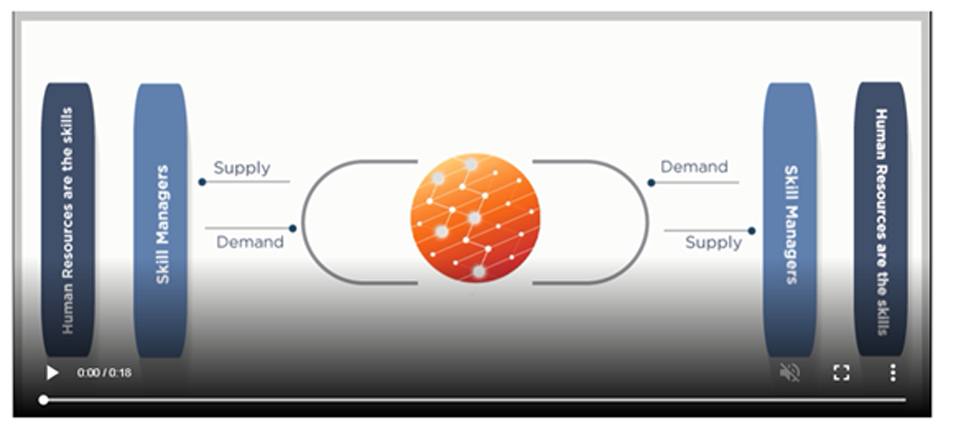 Human Resources are the skills
Skill Managers
Supply
Demand
Demand
Supply
Skill Managers
Human Resources are the skills
0:00 / 0:18